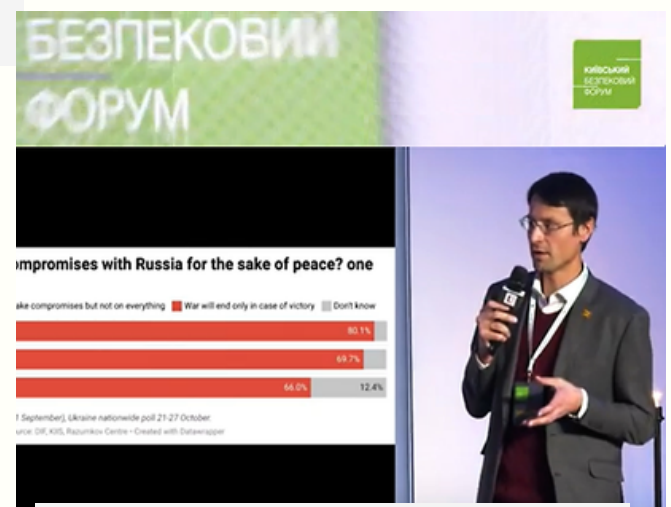 БЕЗПЕКОВИЙ
ФОРУМ
КИЇВСЬКИЙ
БЕЗПЕКОВИЙ
ФОРУМ
ompromises with Russia for the sake of peace? one
ake compromises but not on everything War will end only in case of victory Don't know
80.1%
69.7%
66.0% 12.4%
1 September), Ukraine nationwide poll 21-27 October.
urce: DIF, KIIS, Razumkov Centre • Created with Datawrapper